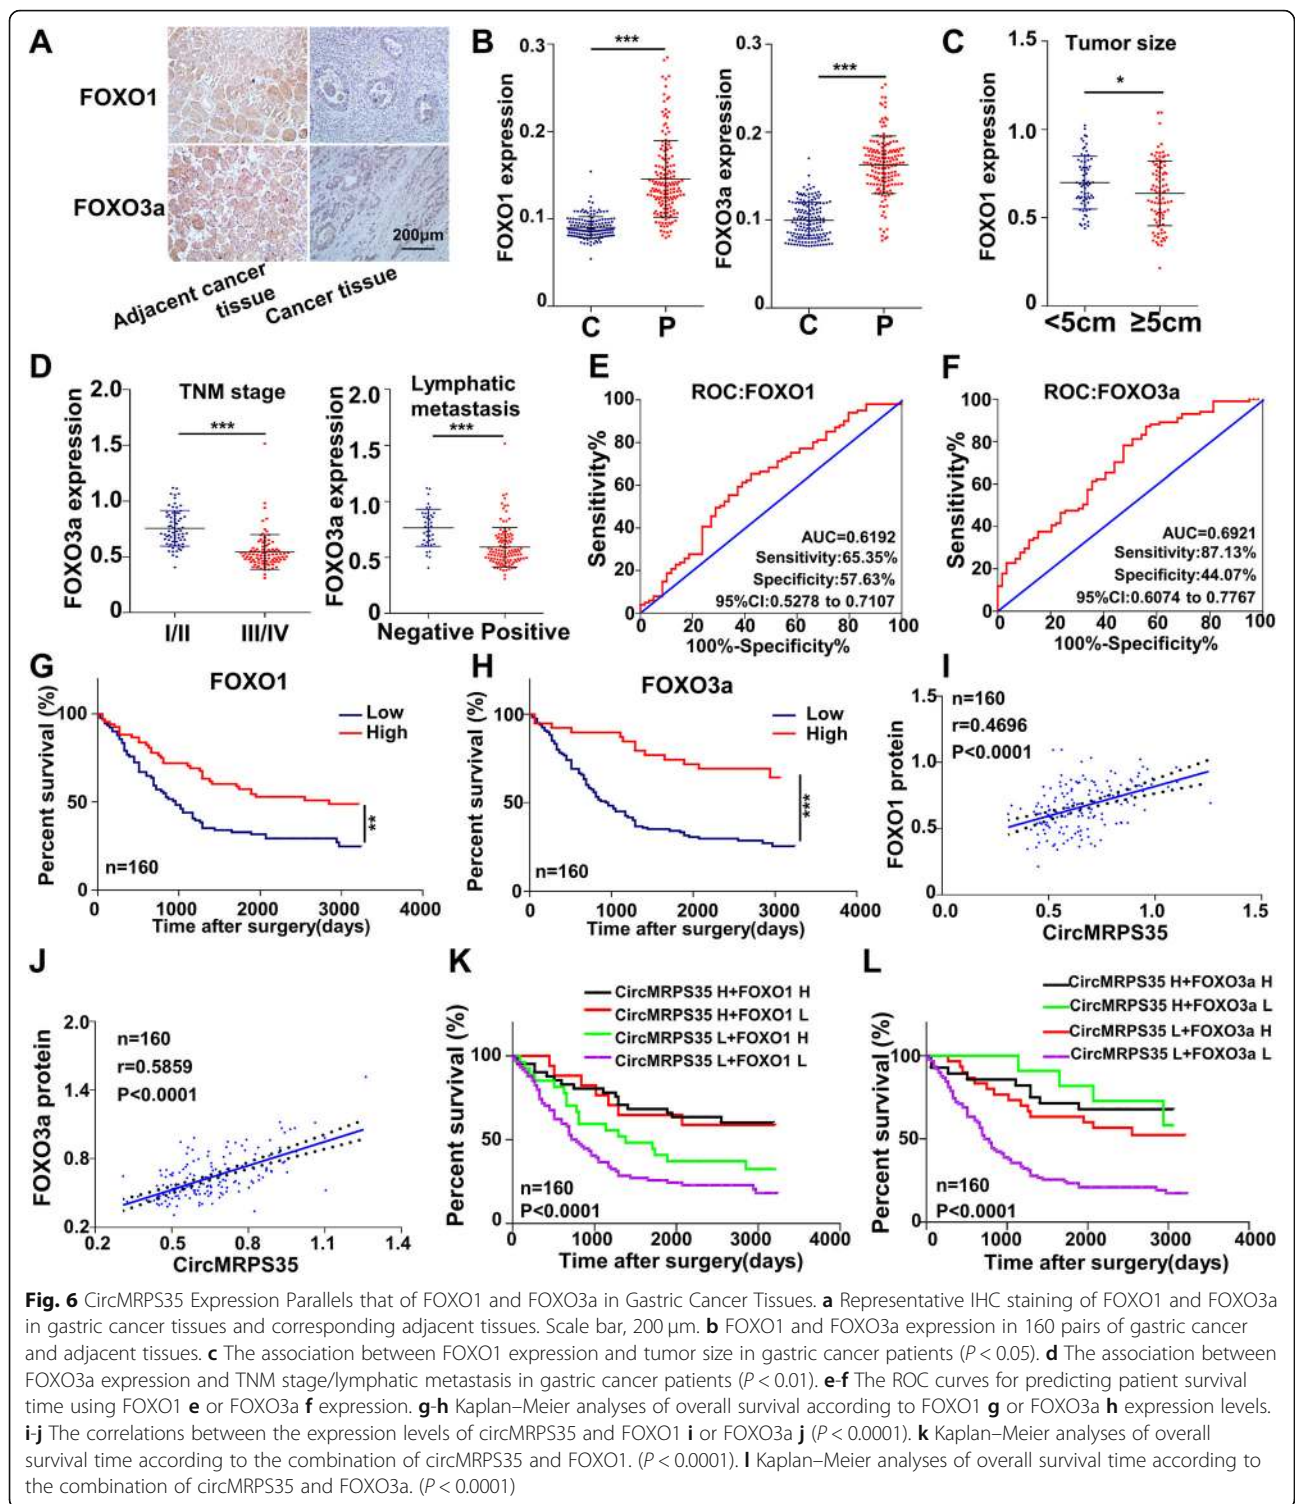 A
FOXO1
FOXO3a
200µm
Adjacent cancer
tissue
Cancer tissue
B
FOXO1 expression
0.3
0.2
0.1
0
***
C
P
FOXO3a expression
0.3
0.2
0.1
0
***
C
P
C
Tumor size
FOXO1 expression
1.5
1.0
0.5
0
*
<5cm
≥5cm
D
TNM stage
FOXO3a expression
2.0
1.5
1.0
0.5
0
***
I/II
III/IV
Lymphatic
metastasis
FOXO3a expression
2.0
1.5
1.0
0.5
0
***
Negative
Positive
E
ROC:FOXO1
Sensitivity%
100
80
60
40
20
0
AUC=0.6192
Sensitivity:65.35%
Specificity:57.63%
95%CI:0.5278 to 0.7107
0 20 40 60 80 100
100%-Specificity%
F
ROC:FOXO3a
Sensitivity%
100
80
60
40
20
0
AUC=0.6921
Sensitivity:87.13%
Specificity:44.07%
95%CI:0.6074 to 0.7767
0 20 40 60 80 100
100%-Specificity%
G
FOXO1
Percent survival (%)
100
50
0
Low
High
**
n=160
0 1000 2000 3000 4000
Time after surgery(days)
H
FOXO3a
Percent survival (%)
100
50
0
Low
High
***
n=160
0 1000 2000 3000 4000
Time after surgery(days)
I
FOXO1 protein
1.5
1.0
0.5
0
n=160
r=0.4696
P<0.0001
0.0 0.5 1.0 1.5
CircMRPS35
J
FOXO3a protein
2.0
1.4
0.8
0.2
n=160
r=0.5859
P<0.0001
0.2 0.5 0.8 1.1 1.4
CircMRPS35
K
CircMRPS35 H+FOXO1 H
CircMRPS35 H+FOXO1 L
CircMRPS35 L+FOXO1 H
CircMRPS35 L+FOXO1 L
Percent survival (%)
100
50
0
n=160
P<0.0001
0 1000 2000 3000 4000
Time after surgery(days)
L
CircMRPS35 H+FOXO3a H
CircMRPS35 H+FOXO3a L
CircMRPS35 L+FOXO3a H
CircMRPS35 L+FOXO3a L
Percent survival (%)
100
50
0
n=160
P<0.0001
0 1000 2000 3000 4000
Time after surgery(days)
Fig. 6 CircMRPS35 Expression Parallels that of FOXO1 and FOXO3a in Gastric Cancer Tissues. a Representative IHC staining of FOXO1 and FOXO3a
in gastric cancer tissues and corresponding adjacent tissues. Scale bar, 200 µm. b FOXO1 and FOXO3a expression in 160 pairs of gastric cancer
and adjacent tissues. c The association between FOXO1 expression and tumor size in gastric cancer patients (P < 0.05). d The association between
FOXO3a expression and TNM stage/lymphatic metastasis in gastric cancer patients (P < 0.01). e-f The ROC curves for predicting patient survival
time using FOXO1 e or FOXO3a f expression. g-h Kaplan–Meier analyses of overall survival according to FOXO1 g or FOXO3a h expression levels.
i-j The correlations between the expression levels of circMRPS35 and FOXO1 i or FOXO3a j (P < 0.0001). k Kaplan–Meier analyses of overall
survival time according to the combination of circMRPS35 and FOXO1. (P < 0.0001). l Kaplan–Meier analyses of overall survival time according to
the combination of circMRPS35 and FOXO3a. (P < 0.0001)